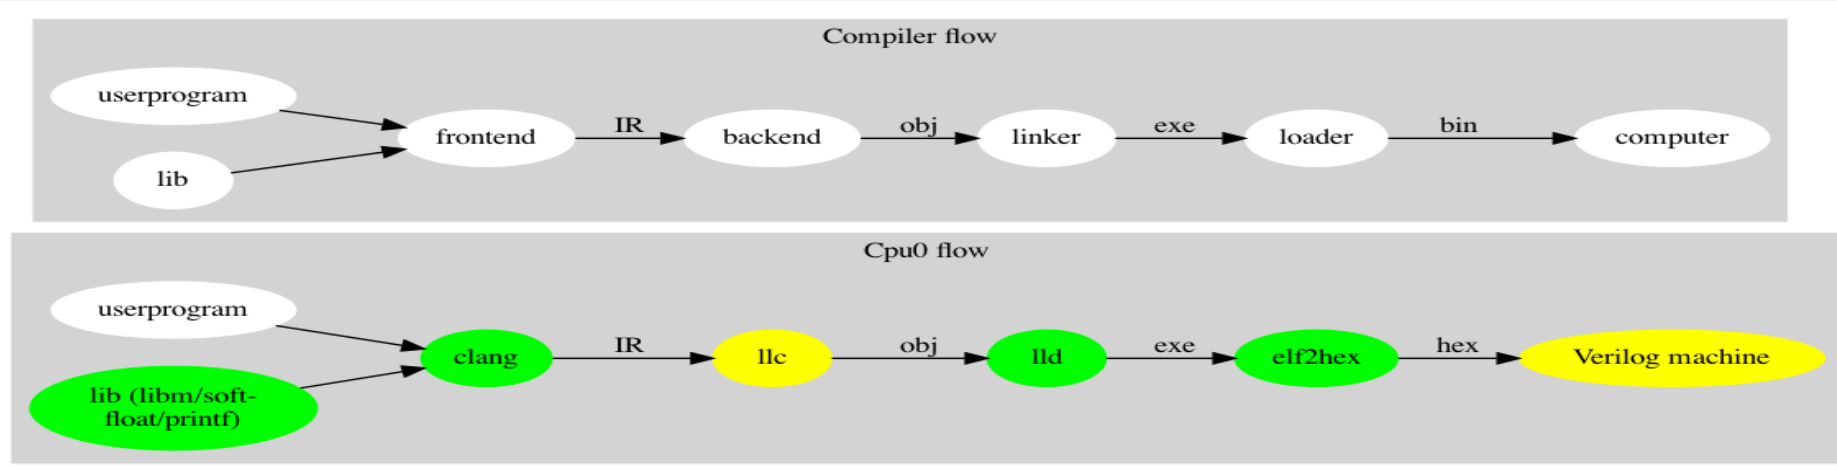 Compiler flow
userprogram
lib
frontend
IR
backend
obj
linker
exe
loader
bin
computer
Cpu0 flow
userprogram
lib (libm/soft-
float/printf)
clang
IR
llc
obj
lld
exe
elf2hex
hex
Verilog machine